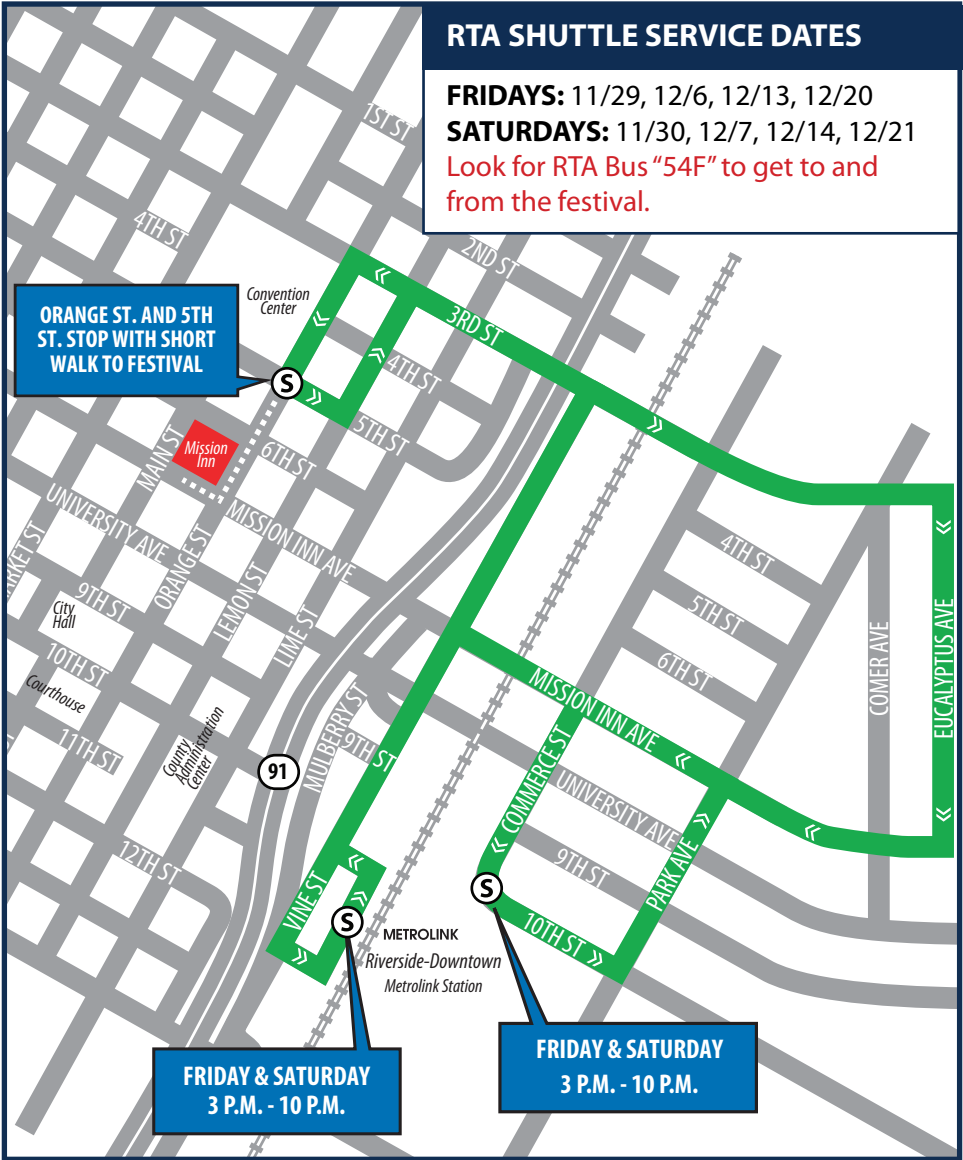 RTA SHUTTLE SERVICE DATES
FRIDAYS: 11/29, 12/6, 12/13, 12/20
SATURDAYS: 11/30, 12/7, 12/14, 12/21
Look for RTA Bus “54F” to get to and
from the festival.
1ST ST
4TH ST
2ND ST
Convention
Center
3RD ST
ORANGE ST. AND 5TH
ST. STOP WITH SHORT
WALK TO FESTIVAL
S
4TH ST
5TH ST
6TH ST
Mission
Inn
MAIN ST
MISSION INN AVE
UNIVERSITY AVE
ORANGE ST
LEMON ST
LIME ST
9TH ST
City
Hall
10TH ST
Courthouse
11TH ST
County
Administration
Center
12TH ST
91
MULBERRY ST
9TH ST
4TH ST
5TH ST
6TH ST
MISSION INN AVE
COMER AVE
EUCALYPTUS AVE
COMMERCE ST
UNIVERSITY AVE
9TH ST
PARK AVE
S
10TH ST
VINE ST
S
METROLINK
Riverside-Downtown
Metrolink Station
FRIDAY & SATURDAY
3 P.M. - 10 P.M.
FRIDAY & SATURDAY
3 P.M. - 10 P.M.